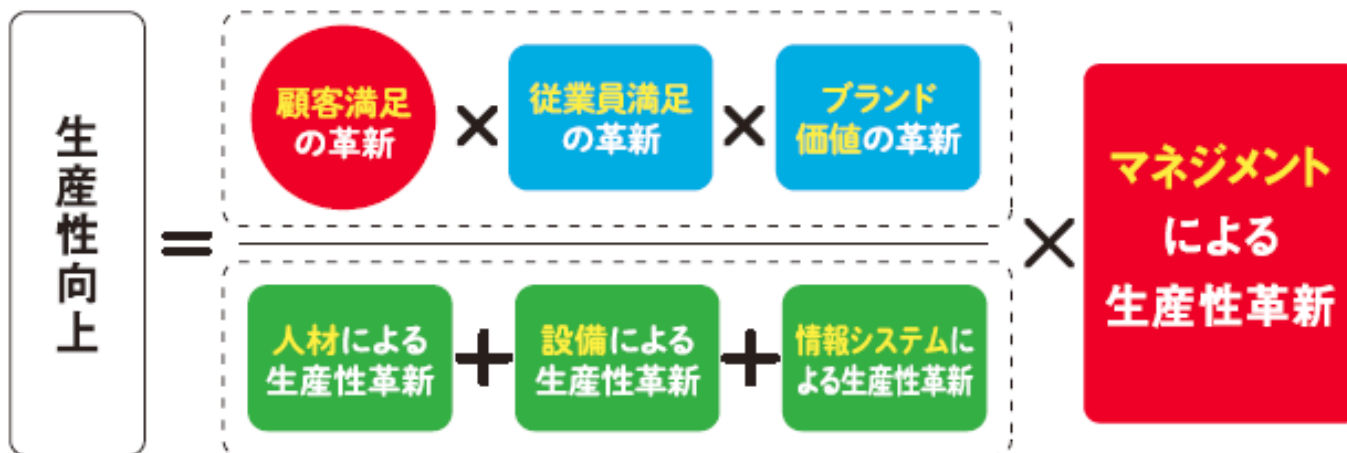 生産性向上
=
顧客満足
の革新
×
従業員満足
の革新
×
ブランド
価値の革新
人材による
生産性革新
+
設備による
生産性革新
+
情報システムに
よる生産性革新
×
マネジメント
による
生産性革新